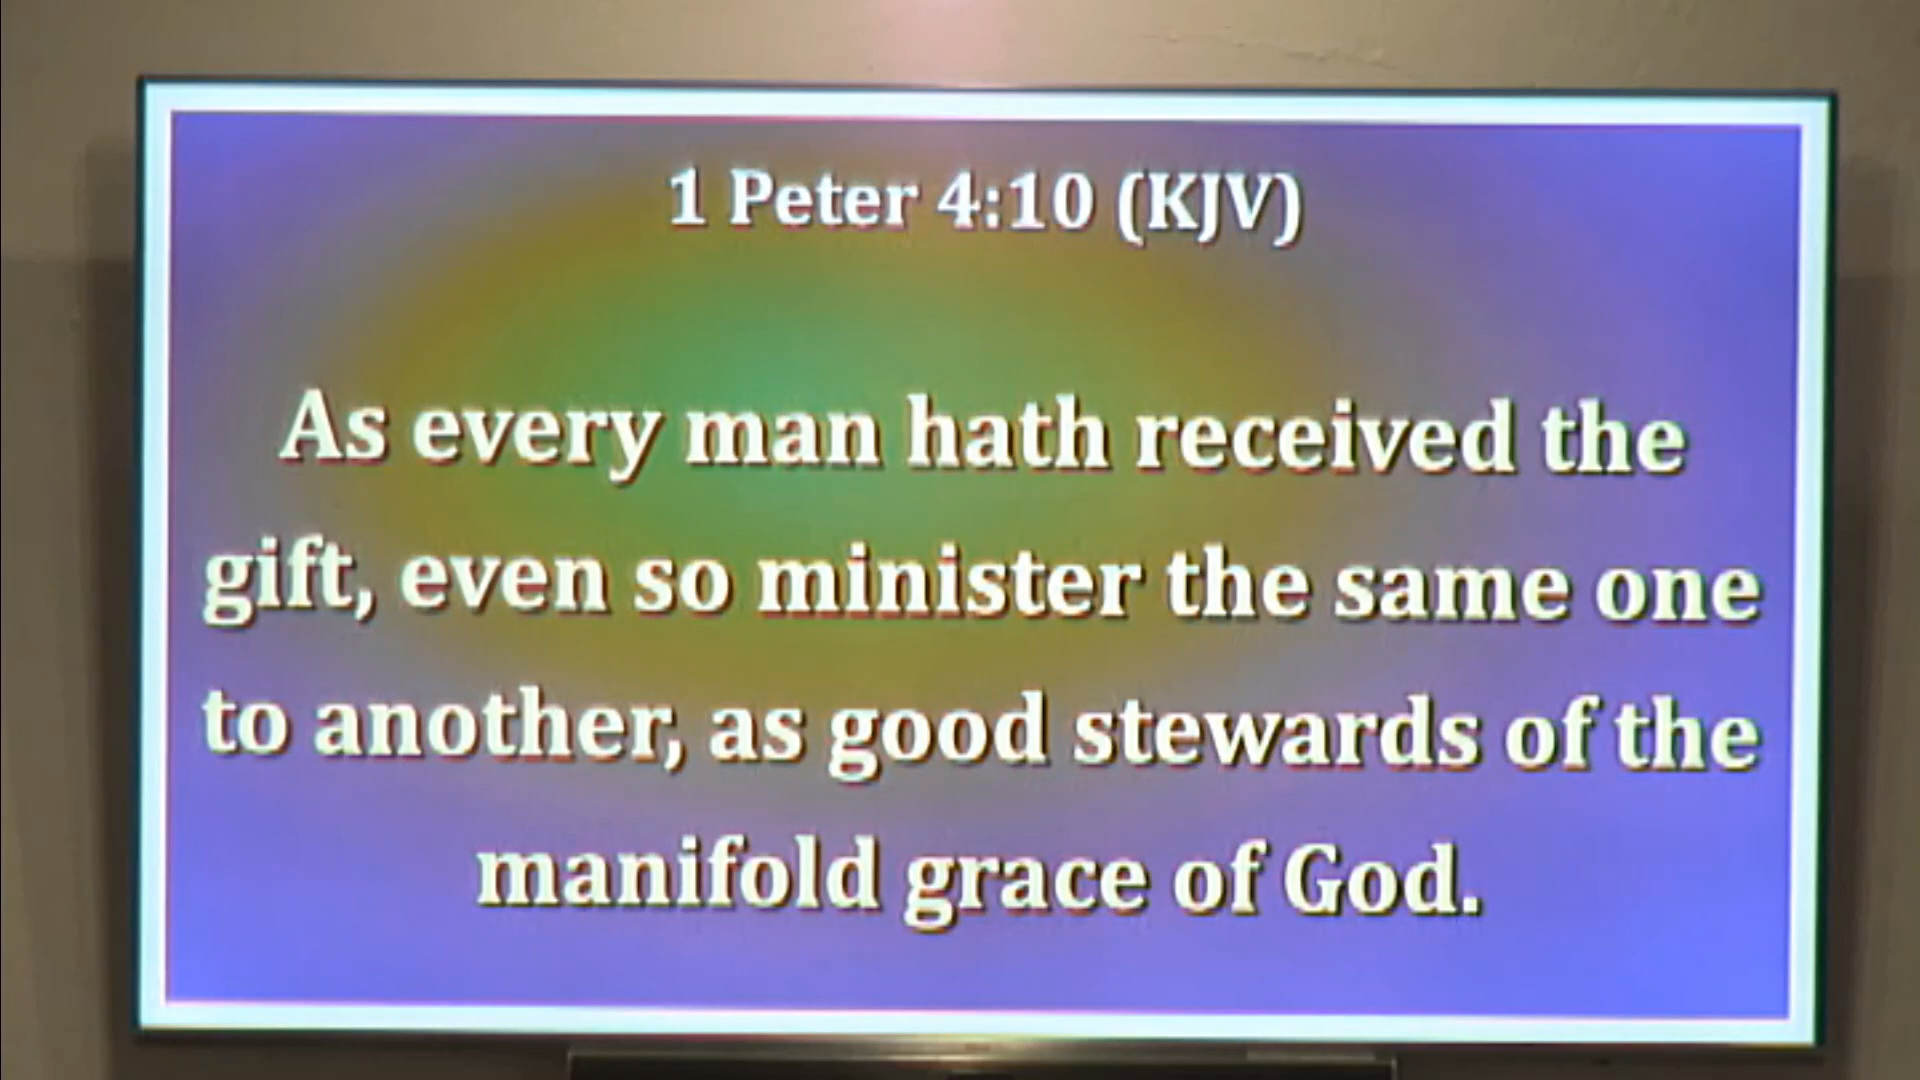 1 Peter 4:10 (KJV)
As every man hath received the
gift, even so minister the same one
to another, as good stewards of the
manifold grace of God.